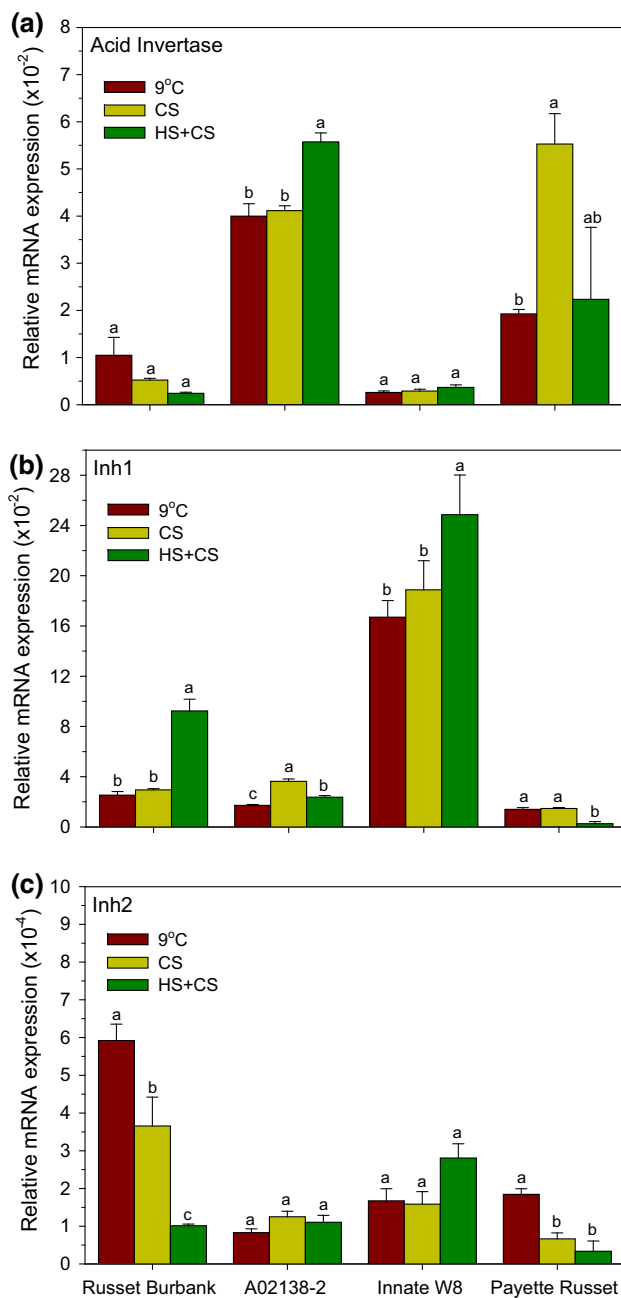 (a)
Acid Invertase
9°C
CS
HS+CS
Relative mRNA expression (x10-2)
8
7
6
5
4
3
2
1
0
a a a
b b a
a a a
b a ab
(b)
Inh1
9°C
CS
HS+CS
Relative mRNA expression (x10-2)
28
24
20
16
12
8
4
0
b b a
c a b
b b a
a a b
(c)
Inh2
9°C
CS
HS+CS
Relative mRNA expression (x10-4)
10
9
8
7
6
5
4
3
2
1
0
a b c
a a a
a a a
a b b
Russet Burbank A02138-2 Innate W8 Payette Russet